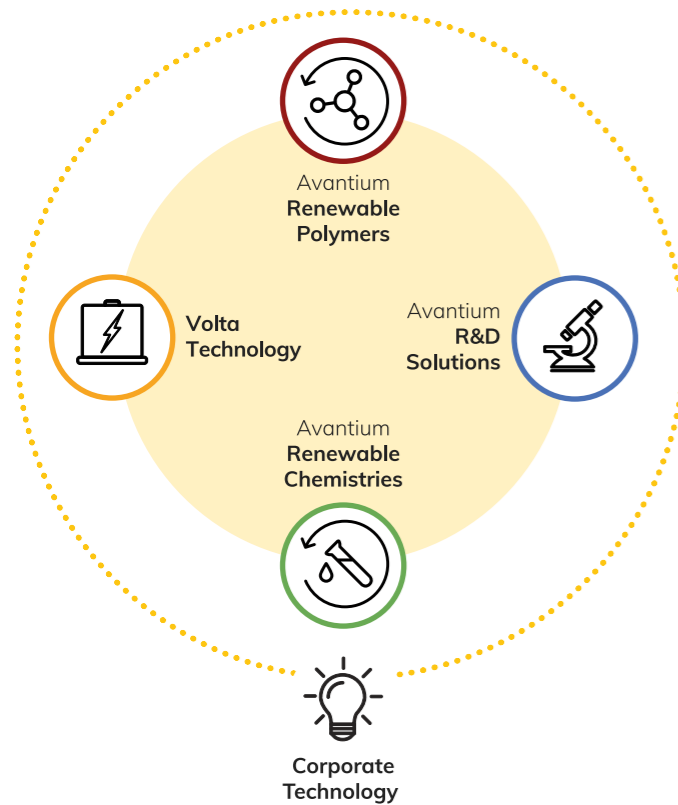 Avantium
Renewable
Polymers
Volta
Technology
Avantium
R&D
Solutions
Avantium
Renewable
Chemistries
Corporate
Technology